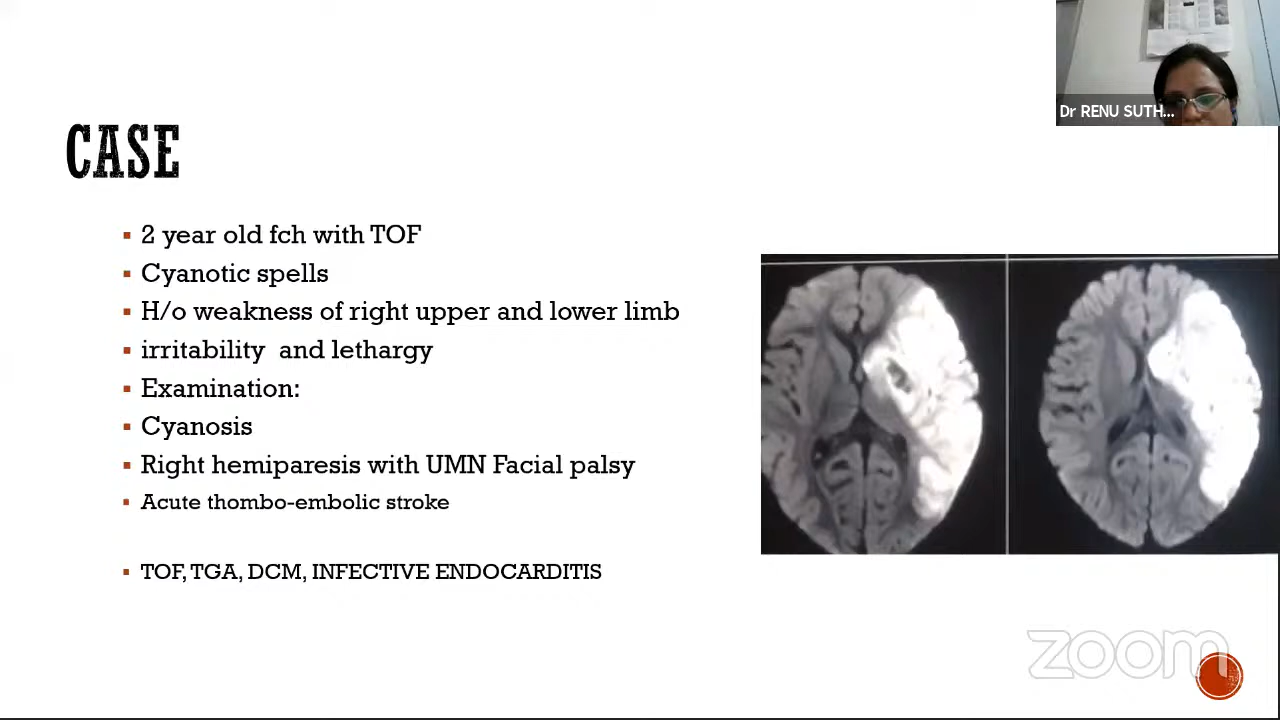 Dr RENU SUTH...
CASE
2 year old fch with TOF
Cyanotic spells
H/o weakness of right upper and lower limb
irritability and lethargy
Examination:
Cyanosis
Right hemiparesis with UMN Facial palsy
Acute thombo-embolic stroke
TOF, TGA, DCM, INFECTIVE ENDOCARDITIS
zoom